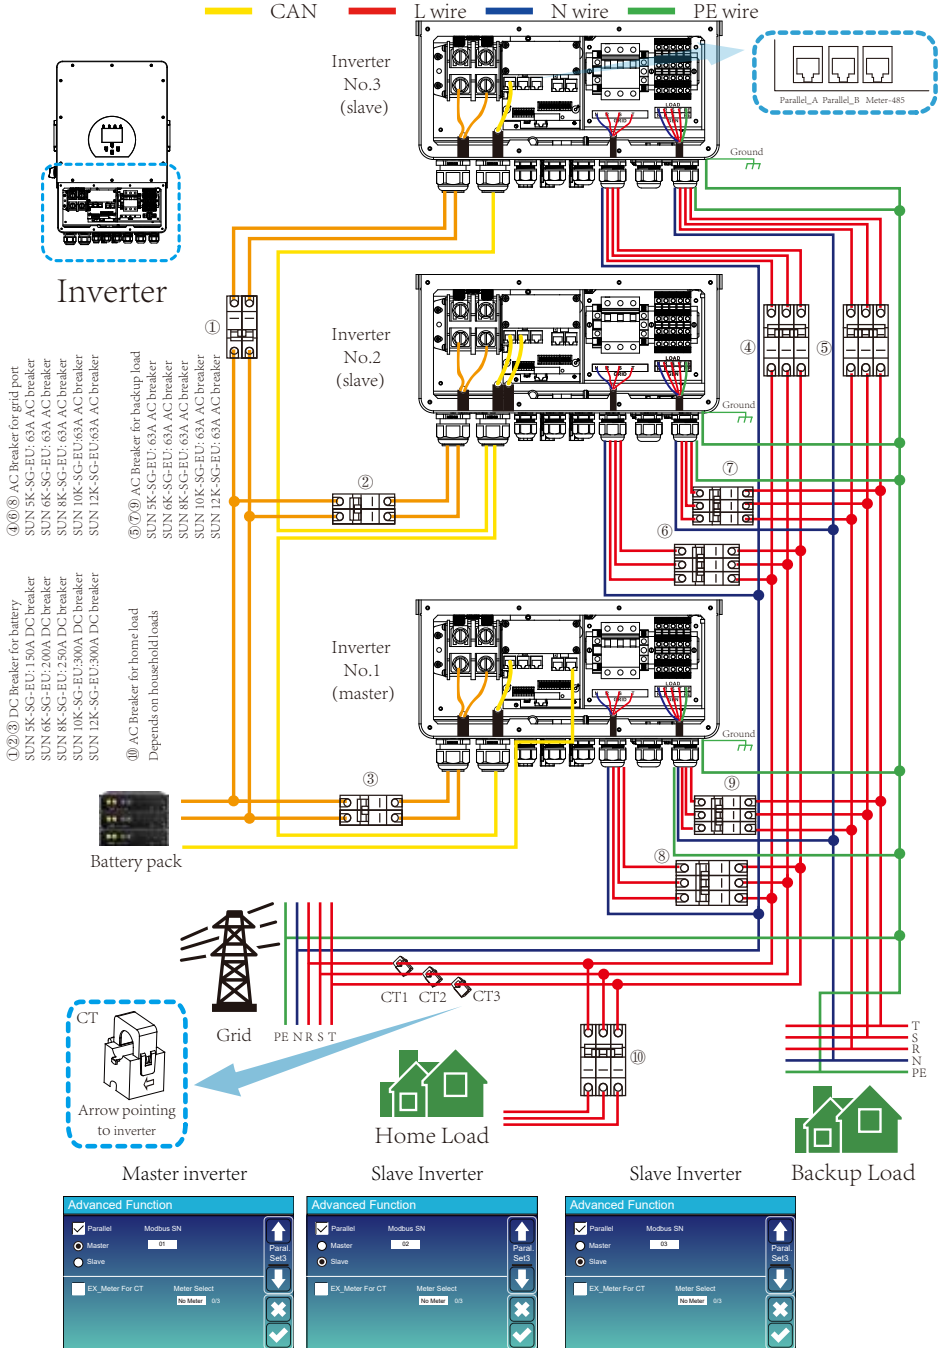 CAN
L wire
N wire
PE wire
Inverter
No.3
(slave)
Parallel_A Parallel_B Meter-485
LOAD
GRID
GEN
Ground
Inverter
①
Inverter
No.2
(slave)
④
⑤
LOAD
GRID
GEN
Ground
④⑥⑧ AC Breaker for grid port
SUN 5K-SG-EU: 63A AC breaker
SUN 6K-SG-EU: 63A AC breaker
SUN 8K-SG-EU: 63A AC breaker
SUN 10K-SG-EU:63A AC breaker
SUN 12K-SG-EU:63A AC breaker
⑤⑦⑨ AC Breaker for backup load
SUN 5K-SG-EU: 63A AC breaker
SUN 6K-SG-EU: 63A AC breaker
SUN 8K-SG-EU: 63A AC breaker
SUN 10K-SG-EU: 63A AC breaker
SUN 12K-SG-EU: 63A AC breaker
②
⑦
⑥
①②③ DC Breaker for battery
SUN 5K-SG-EU:150A DC breaker
SUN 6K-SG-EU:200A DC breaker
SUN 8K-SG-EU:250A DC breaker
SUN 10K-SG-EU:300A DC breaker
SUN 12K-SG-EU:300A DC breaker
⑩ AC Breaker for home load
Depends on household loads
Inverter
No.1
(master)
LOAD
GRID
GEN
Ground
③
⑨
Battery pack
⑧
CT1 CT2 CT3
Grid
PE N R S T
CT
Arrow pointing
to inverter
⑩
Home Load
T
S
R
N
PE
Backup Load
Master inverter
Advanced Function
Parallel
Modbus SN
Master
01
Slave
Paral.
Set3
EX_Meter For CT
Meter Select
No Meter 0/3
Slave Inverter
Advanced Function
Parallel
Modbus SN
Master
02
Slave
Paral.
Set3
EX_Meter For CT
Meter Select
No Meter 0/3
Slave Inverter
Advanced Function
Parallel
Modbus SN
Master
03
Slave
Paral.
Set3
EX_Meter For CT
Meter Select
No Meter 0/3